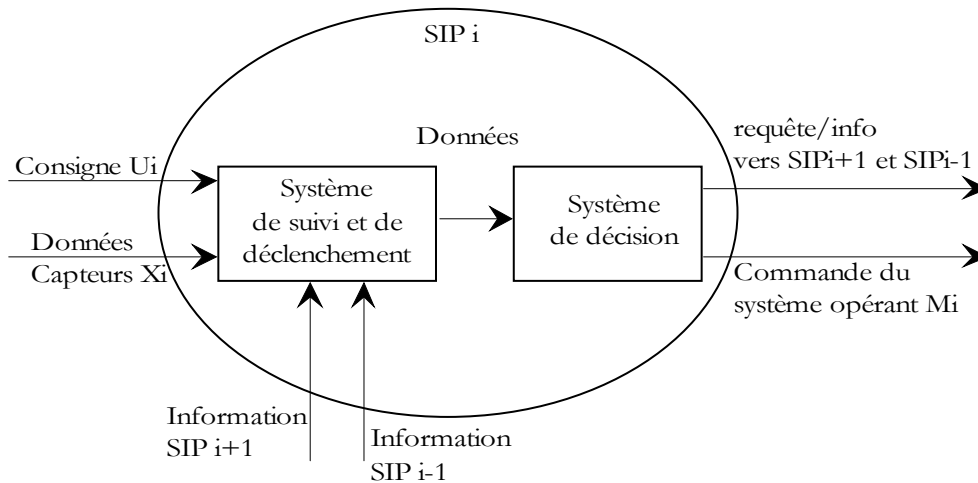 SIP i
Données
requête/info
vers SIPi+1 et SIPi-1
Consigne Ui
Système
de suivi et de
déclenchement
Système
de décision
Données
Capteurs Xi
Commande du
système opérant Mi
Information
SIP i+1
Information
SIP i-1